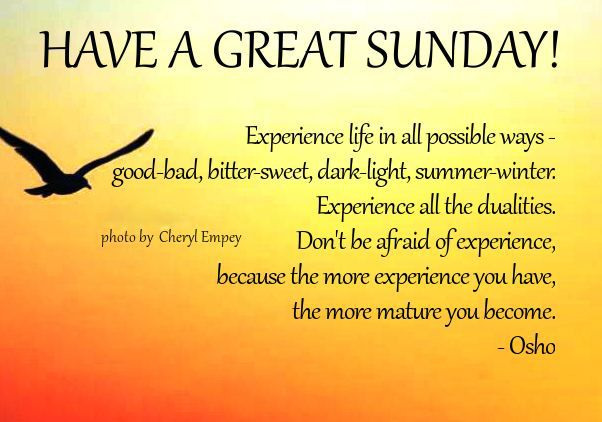 HAVE A GREAT SUNDAY!
Experience life in all possible ways -
good-bad, bitter-sweet, dark-light, summer-winter.
Experience all the dualities.
photo by Cheryl Empey
Don't be afraid of experience,
because the more experience you have,
the more mature you become.
- Osho